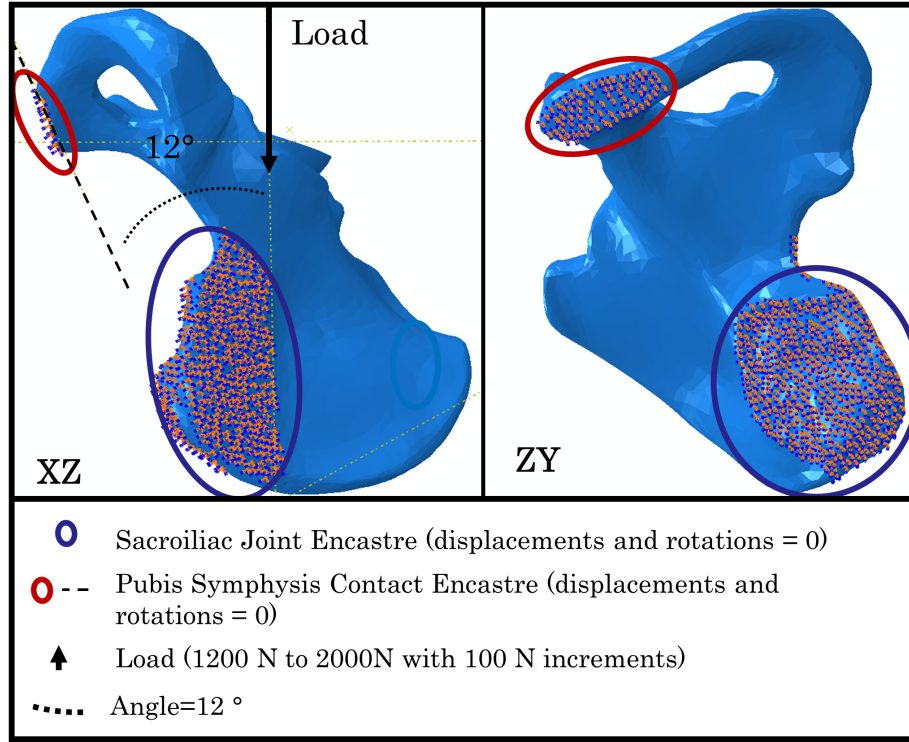 Load
12°
XZ
ZY
Sacroiliac Joint Encastre (displacements and rotations = 0)
Pubis Symphysis Contact Encastre (displacements and
rotations = 0)
Load (1200 N to 2000N with 100 N increments)
Angle=12 °